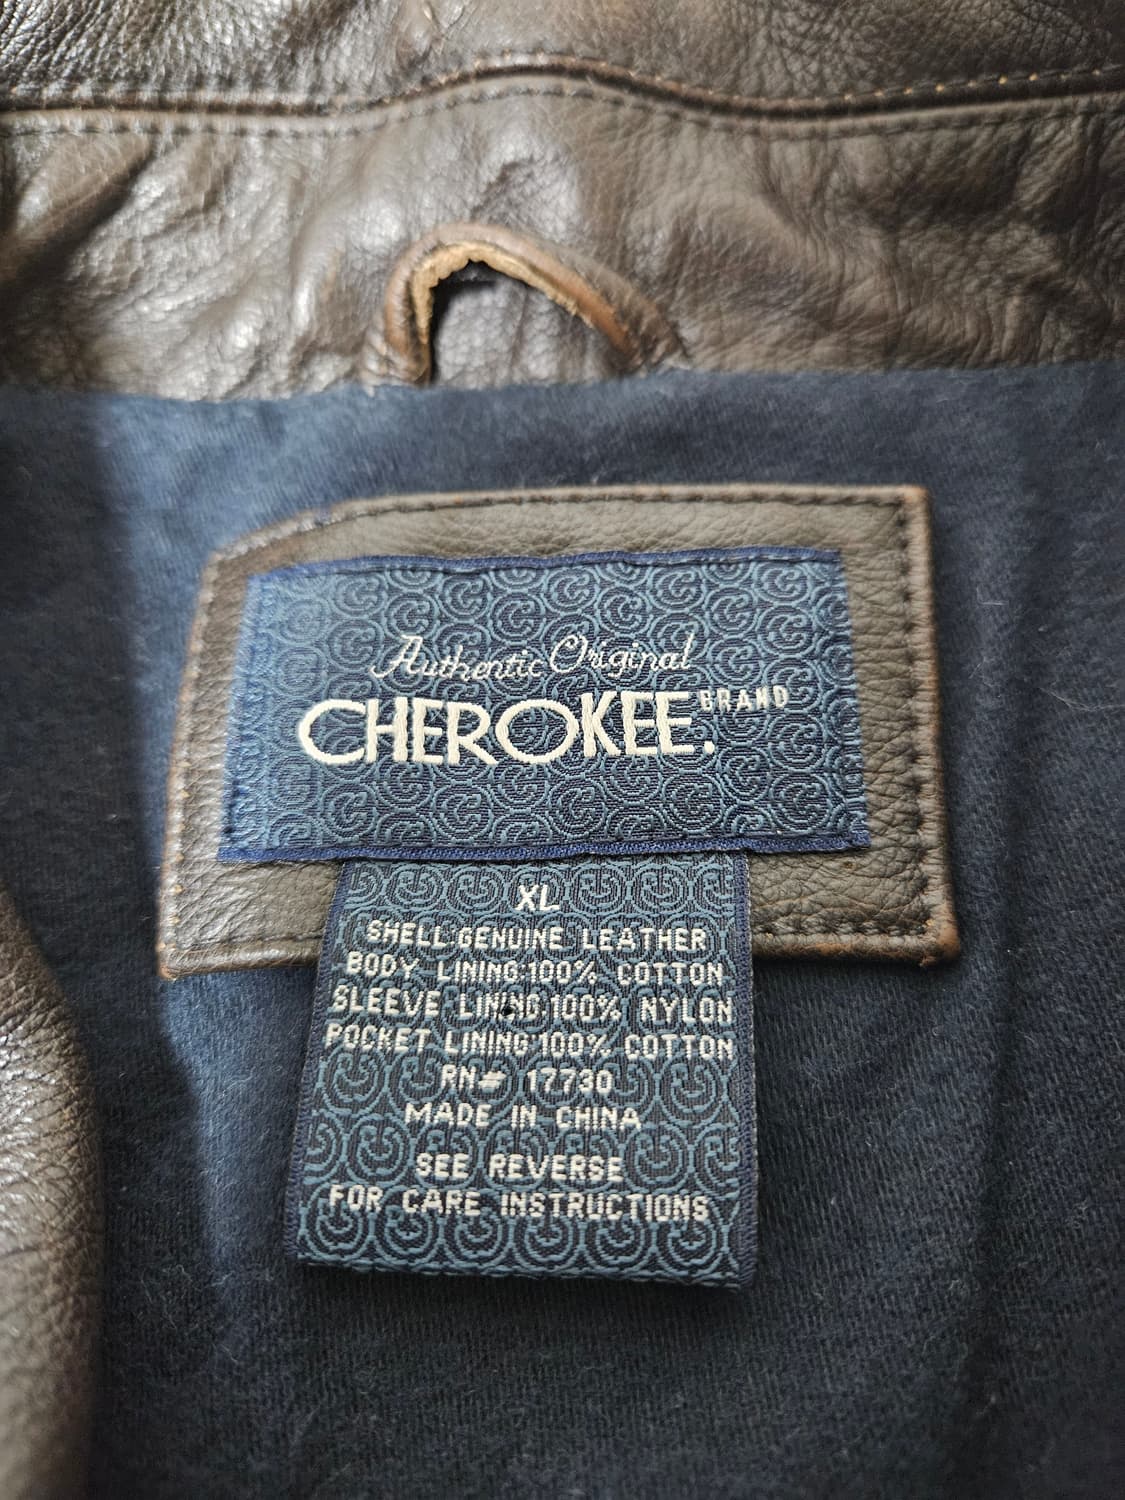 Authentic Original
CHEROKEE. BRAND
XL
SHELL:GENUINE LEATHER
BODY LINING:100% COTTON
SLEEVE LINING:100% NYLON
POCKET LINING:100% COTTON
RN# 17730
MADE IN CHINA
SEE REVERSE
FOR CARE INSTRUCTIONS